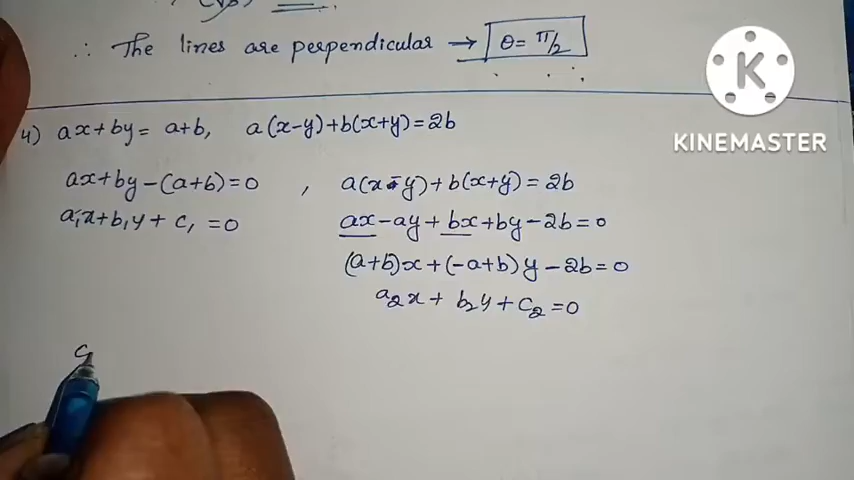 ∴ The lines are perpendicular → θ = π/2
4) ax+by = a+b, a(x-y)+b(x+y) = 2b
ax+by-(a+b)=0 , a(x-y)+b(x+y) = 2b
a₁x+b₁y+c₁ =0 ax-ay+bx+by-2b=0
(a+b)x+(-a+b)y-2b=0
a₂x+ b₂y+c₂=0
K
KINEMASTER